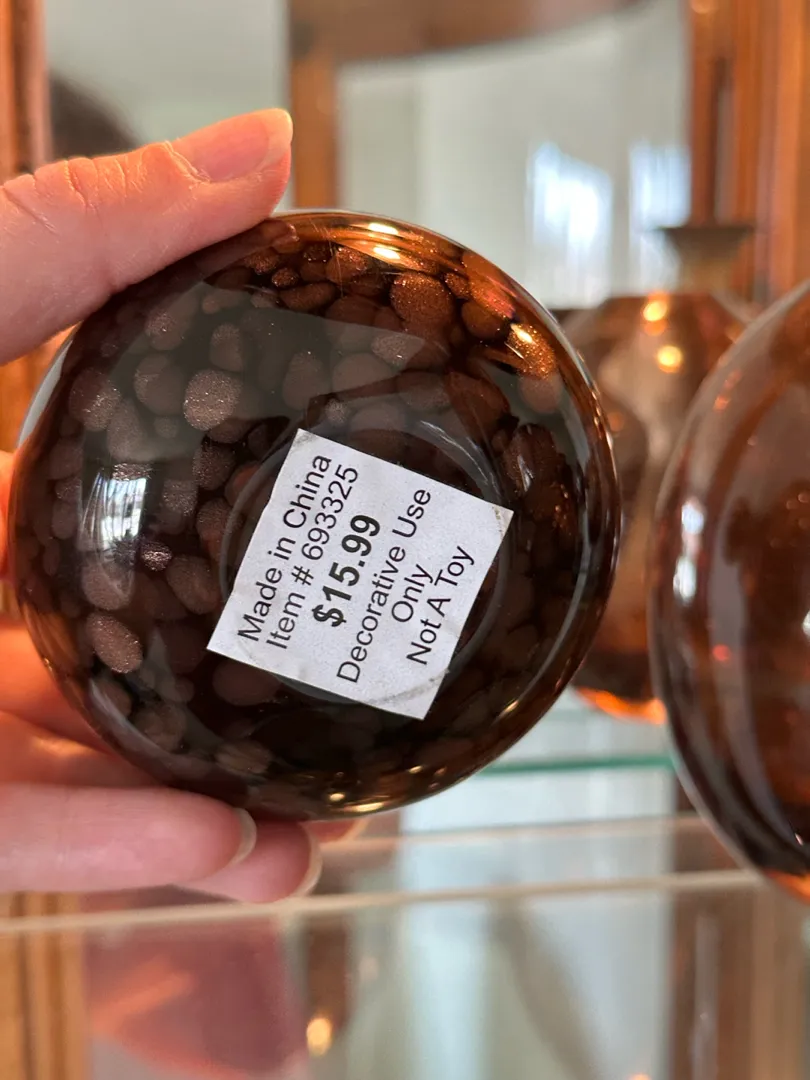 Made in China
Item # 693325
$15.99
Decorative Use
Only
Not A Toy